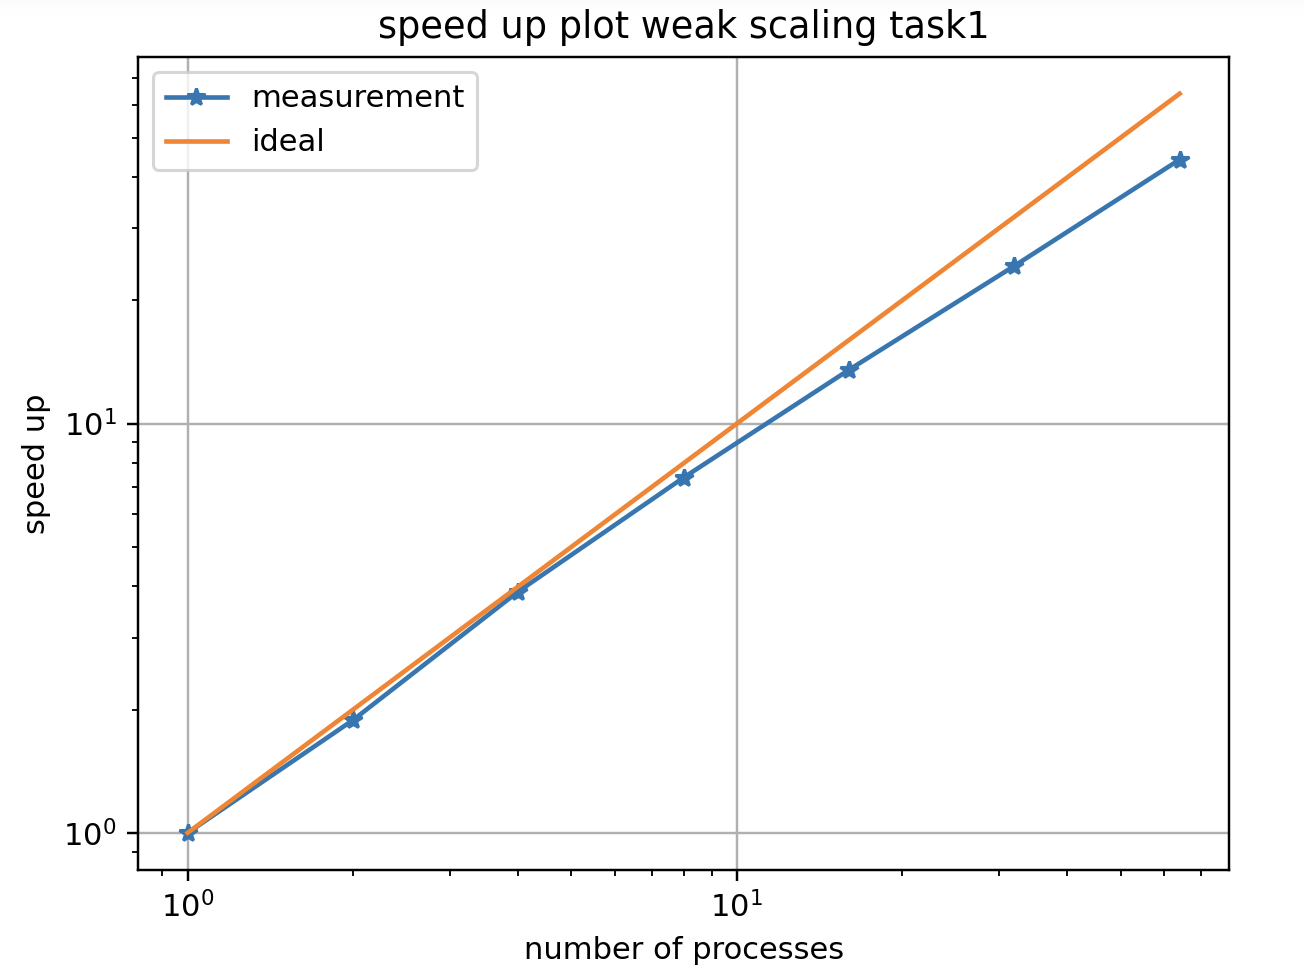 speed up plot weak scaling task1
measurement
ideal
speed up
10¹
10⁰
10⁰
10¹
number of processes